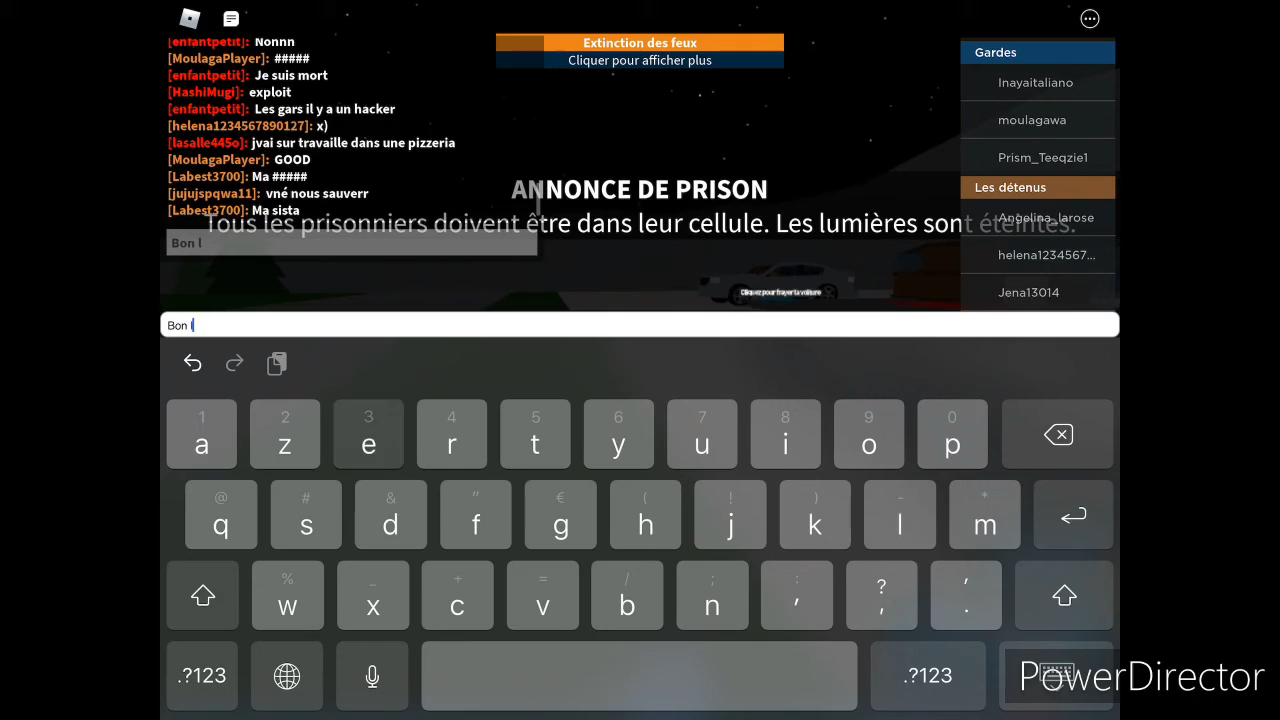 [enfantpetit]: Nonnn
[MoulagaPlayer]: #####
[enfantpetit]: Je suis mort
[HashiMugi]: exploit
[enfantpetit]: Les gars il y a un hacker
[helena1234567890127]: x)
[lasalle445o]: jvai sur travaille dans une pizzeria
[MoulagaPlayer]: GOOD
[Labest3700]: Ma #####
[jujujspqwa11]: vné nous sauverr
[Labest3700]: Ma sista
Bon l
Extinction des feux
Cliquer pour afficher plus
ANNONCE DE PRISON
Tous les prisonniers doivent être dans leur cellule. Les lumières sont éteintes.
Cliquez pour frayer la voiture
Gardes
Inayaitaliano
moulagawa
Prism_Teeqzie1
Les détenus
Angelina_larose
helena1234567...
Jena13014
Bon l
1 2 3 4 5 6 7 8 9 0
a z e r t y u i o p
@ # & " € ( ! ) - *
q s d f g h j k l m
% _ + = / ; : ? '
w x c v b n ' , .
.?123 .?123
PowerDirector